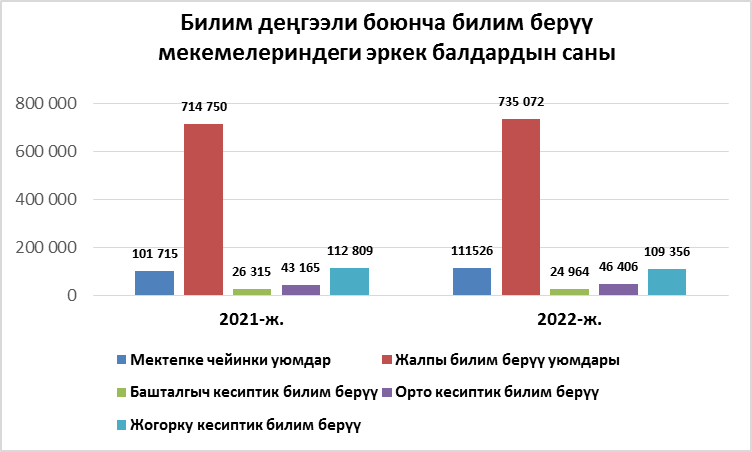 Билим деңгээли боюнча билим берүү
мекемелериндеги эркек балдардын саны
800 000
600 000
400 000
200 000
0
101 715
714 750
26 315
43 165
112 809
111526
735 072
24 964
46 406
109 356
2021-ж.
2022-ж.
Мектепке чейинки уюмдар
Жалпы билим берүү уюмдары
Башталгыч кесиптик билим берүү
Орто кесиптик билим берүү
Жогорку кесиптик билим берүү